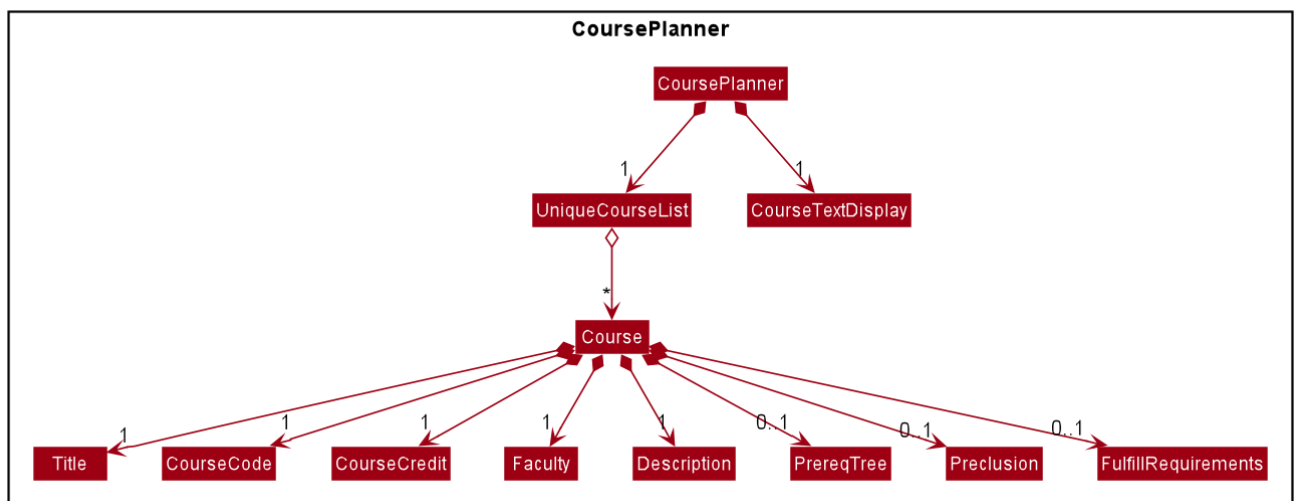 CoursePlanner
CoursePlanner
1 1
UniqueCourseList CourseTextDisplay
*
Course
1 1 1 1 1 0..1 0..1 0..1
Title CourseCode CourseCredit Faculty Description PrereqTree Preclusion FulfillRequirements